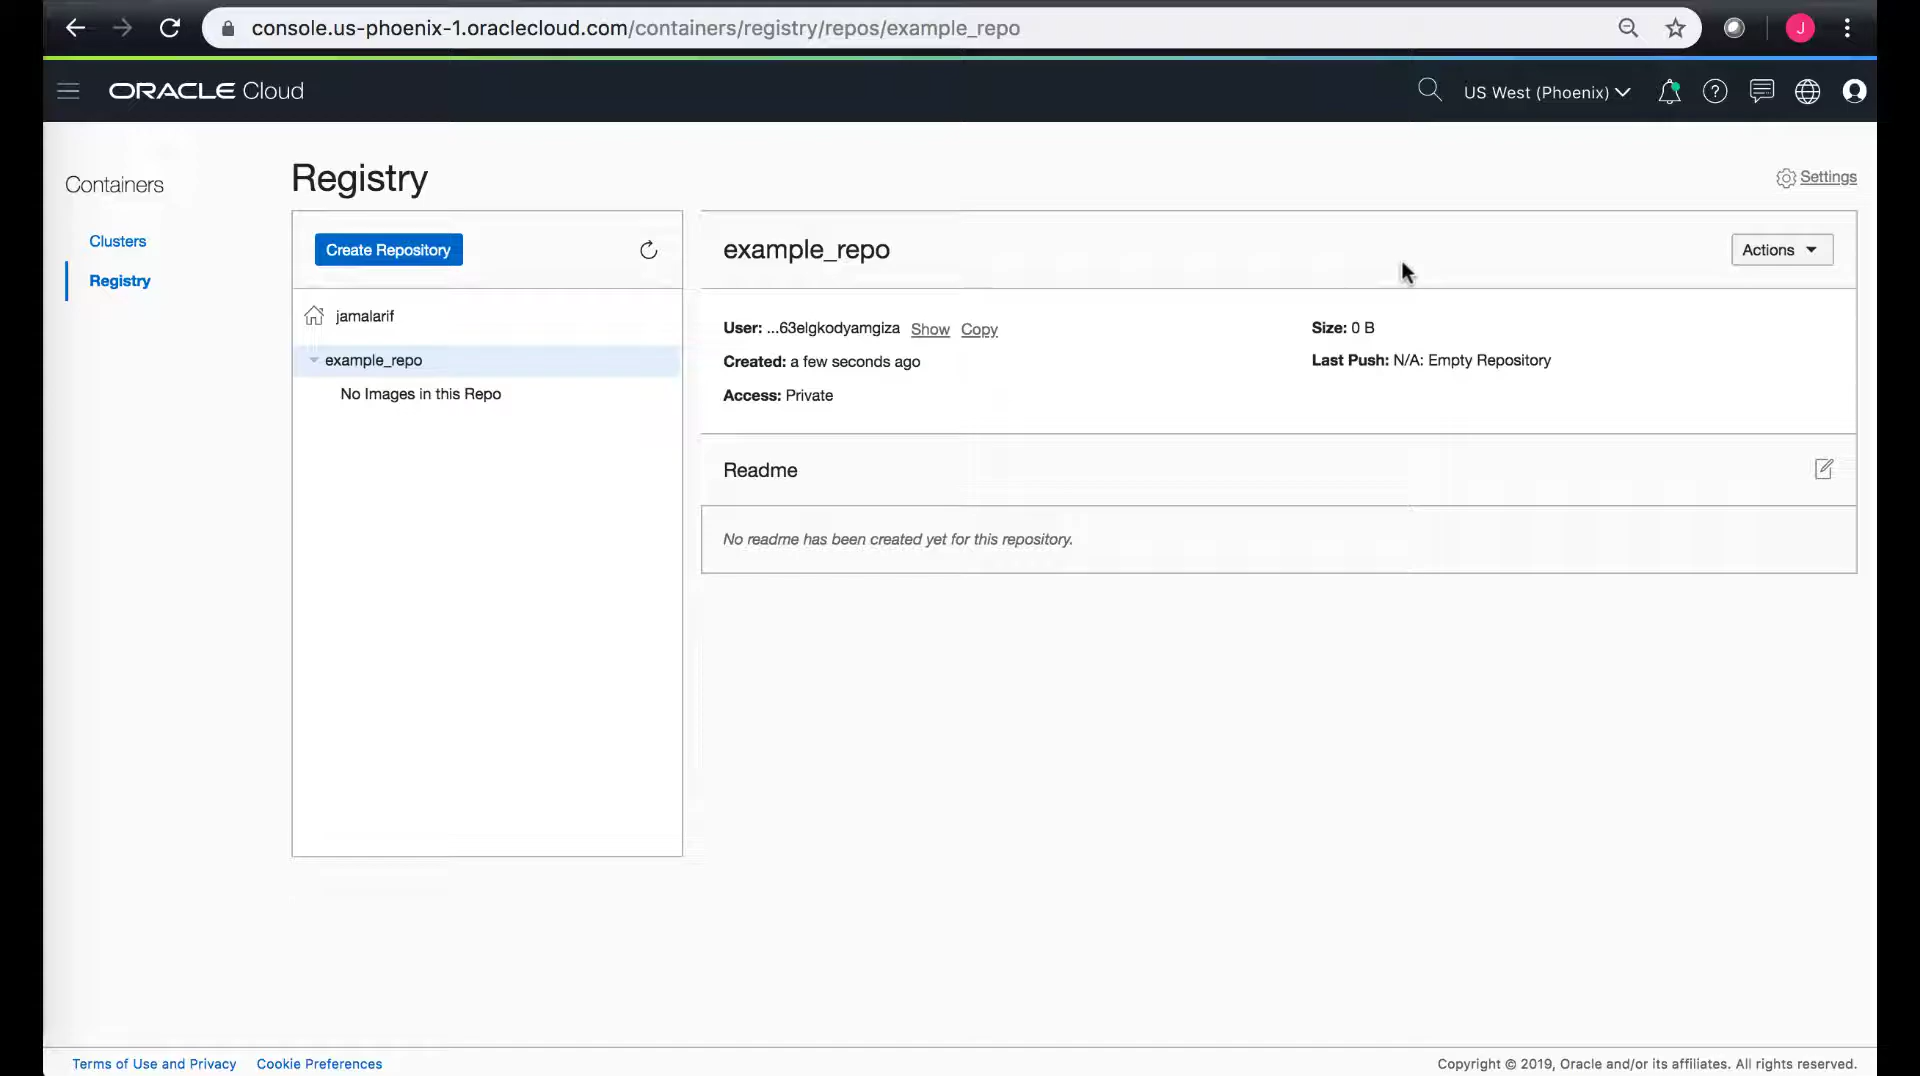 console.us-phoenix-1.oraclecloud.com/containers/registry/repos/example_repo
J
ORACLE Cloud
US West (Phoenix)
Containers
Clusters
Registry
Registry
Settings
Create Repository
jamalarif
example_repo
No Images in this Repo
example_repo
Actions
User: ...63elgkodyamgiza Show Copy
Created: a few seconds ago
Access: Private
Size: 0 B
Last Push: N/A: Empty Repository
Readme
No readme has been created yet for this repository.
Terms of Use and Privacy Cookie Preferences
Copyright © 2019, Oracle and/or its affiliates. All rights reserved.